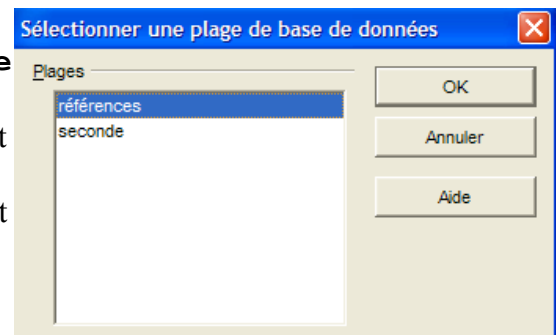 Sélectionner une plage de base de données
e
Plages
OK
références
t
seconde
Annuler
t
Aide